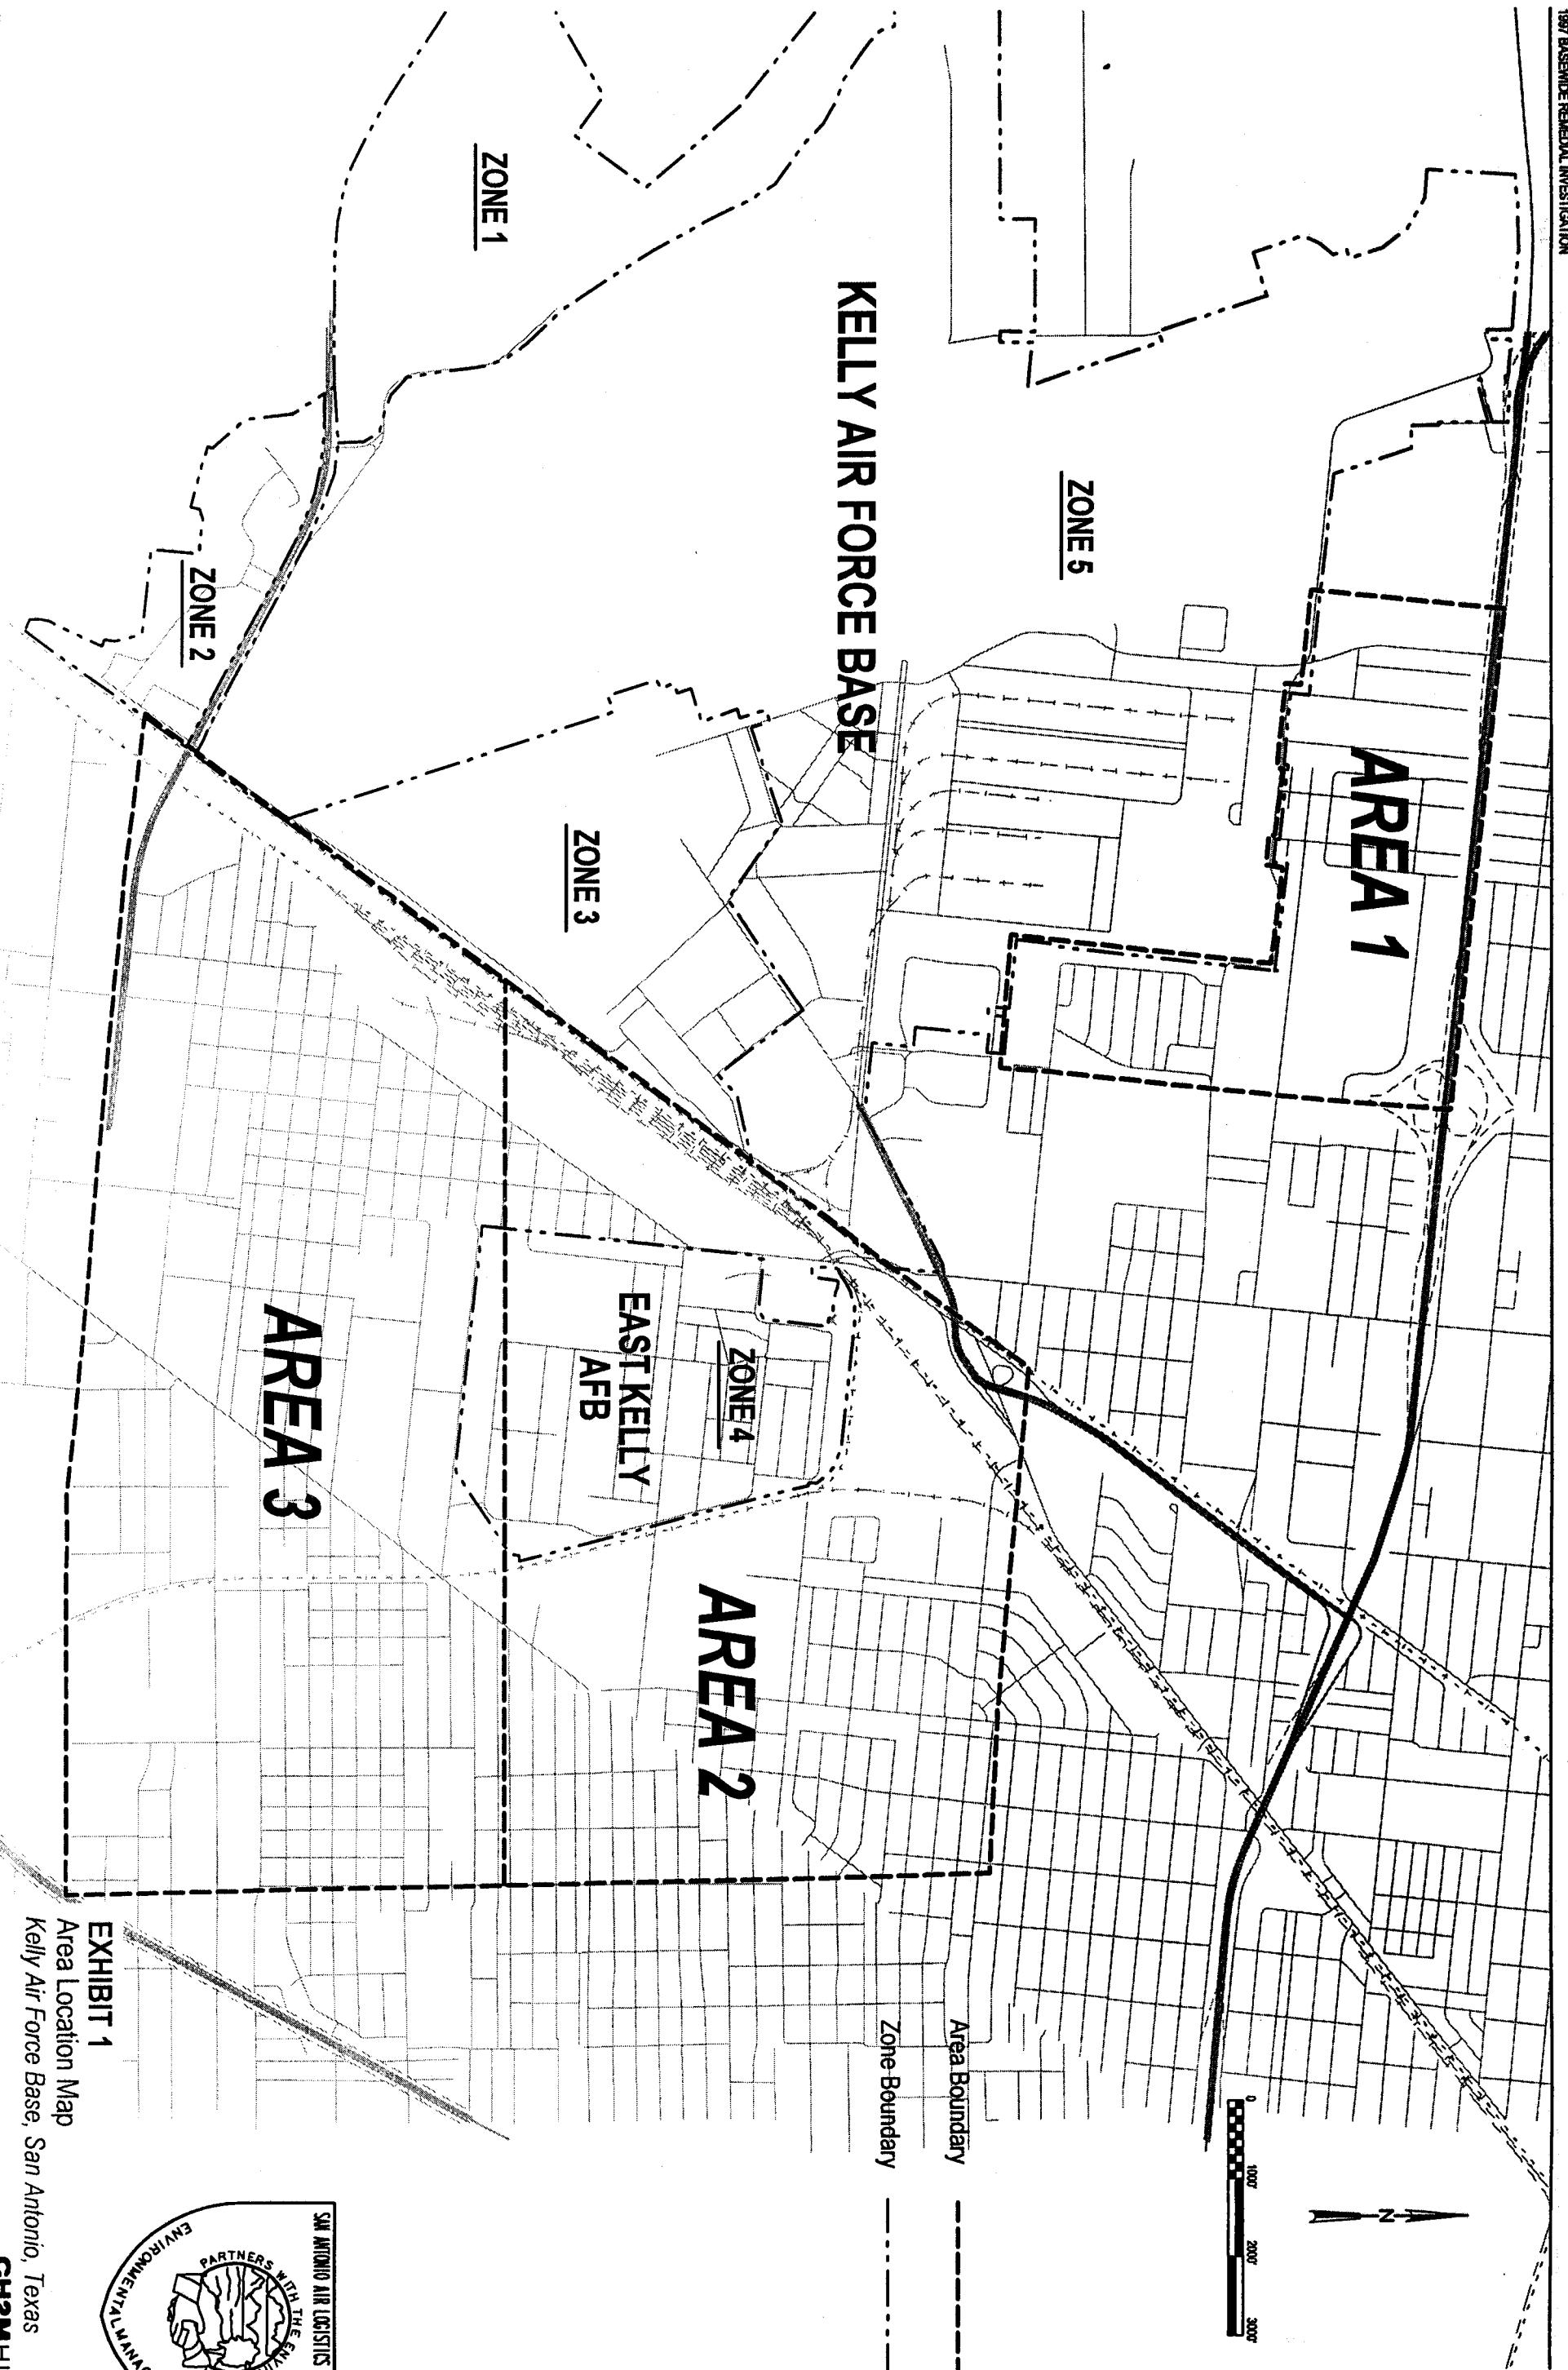 1997 BASEWIDE REMEDIAL INVESTIGATION
AREA 1
ZONE 5
KELLY AIR FORCE BASE
ZONE 1
ZONE 2
ZONE 3
ZONE 4
EAST KELLY
AFB
AREA 2
AREA 3
N
0 1000' 2000' 3000'
Area Boundary
Zone Boundary
SAN ANTONIO AIR LOGISTICS
PARTNERS WITH THE
ENVIRONMENTAL
EXHIBIT 1
Area Location Map
Kelly Air Force Base, San Antonio, Texas